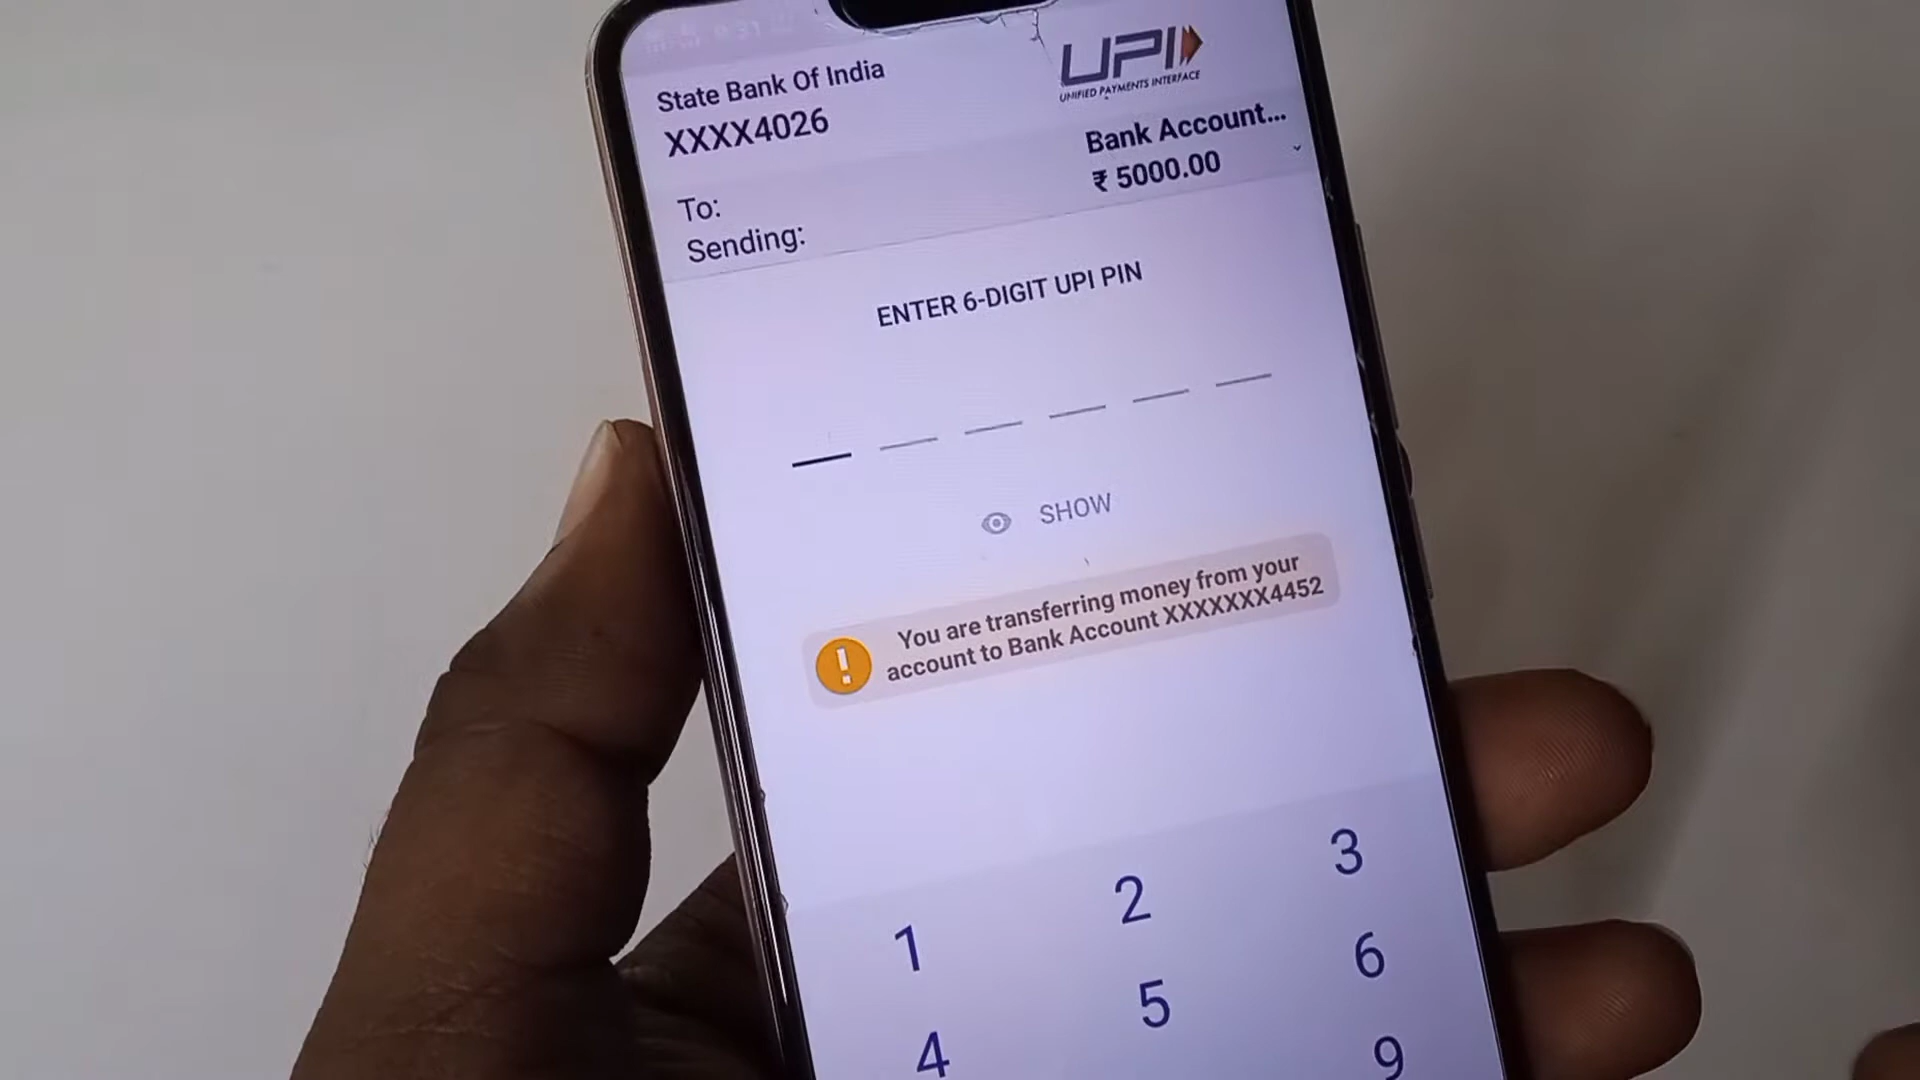 9:31
State Bank Of India
XXXX4026
UPI
UNIFIED PAYMENTS INTERFACE
To:
Bank Account...
Sending:
₹ 5000.00
ENTER 6-DIGIT UPI PIN
SHOW
You are transferring money from your
account to Bank Account XXXXXXX4452
1 2 3
4 5 6
9